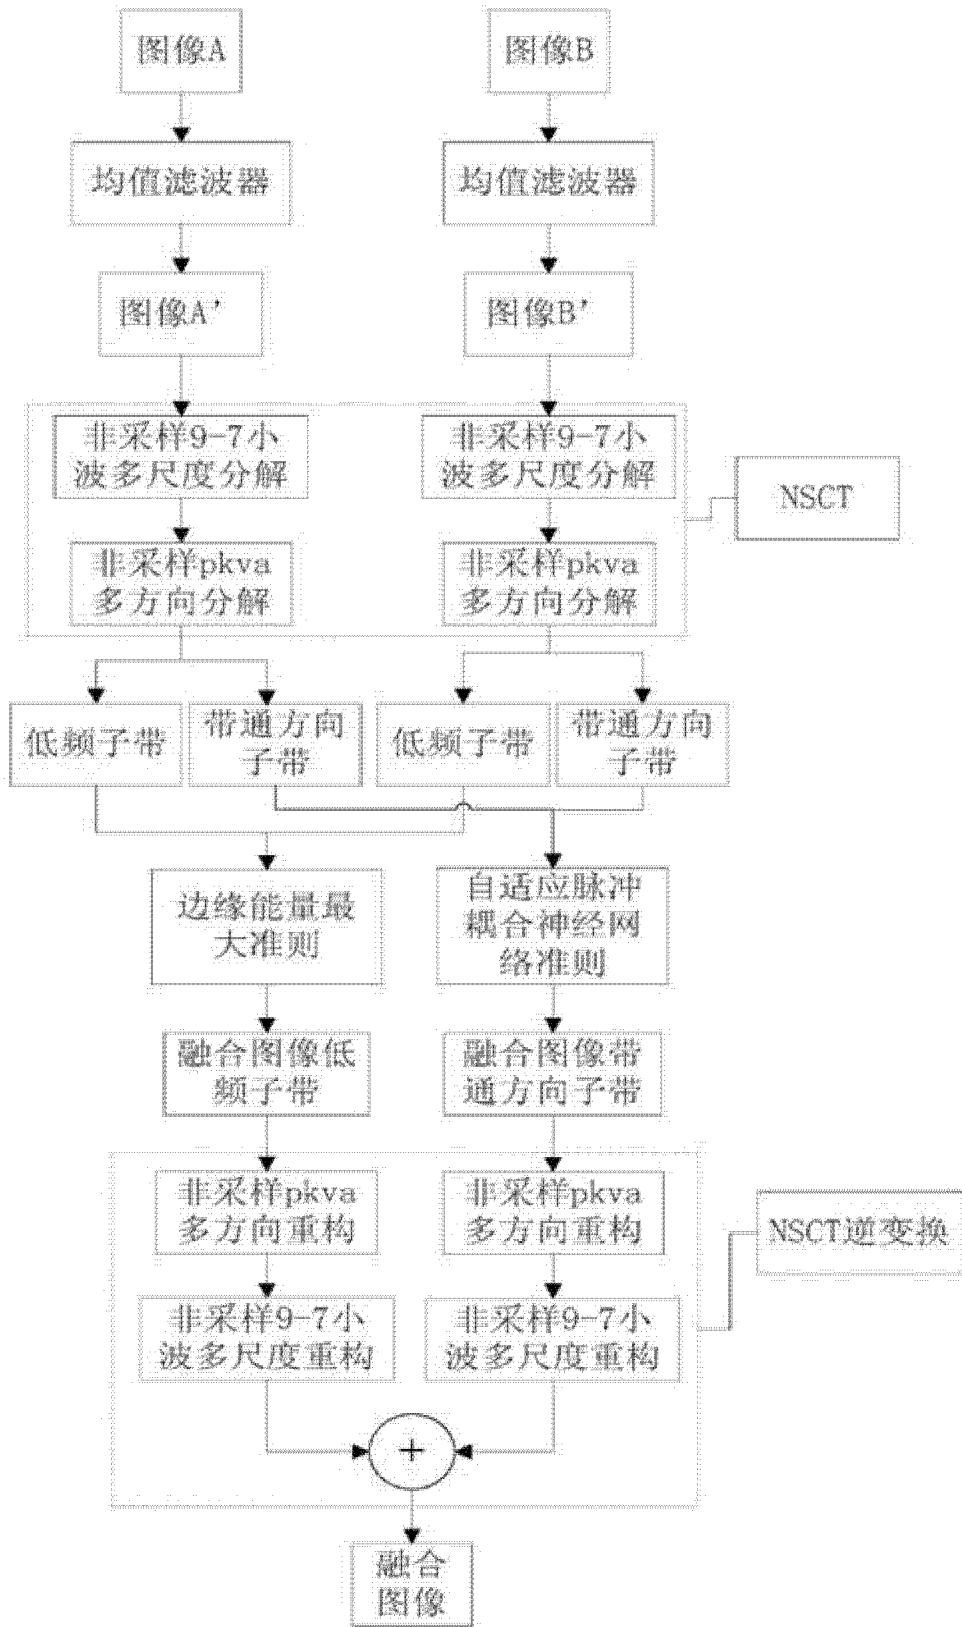 图像A
图像B
均值滤波器
均值滤波器
图像A'
图像B'
非采样9-7小
波多尺度分解
非采样9-7小
波多尺度分解
NSCT
非采样pkva
多方向分解
非采样pkva
多方向分解
低频子带
带通方向
子带
低频子带
带通方向
子带
边缘能量最
大准则
自适应脉冲
耦合神经网
络准则
融合图像低
频子带
融合图像带
通方向子带
非采样pkva
多方向重构
非采样pkva
多方向重构
NSCT逆变换
非采样9-7小
波多尺度重构
非采样9-7小
波多尺度重构
+
融合
图像